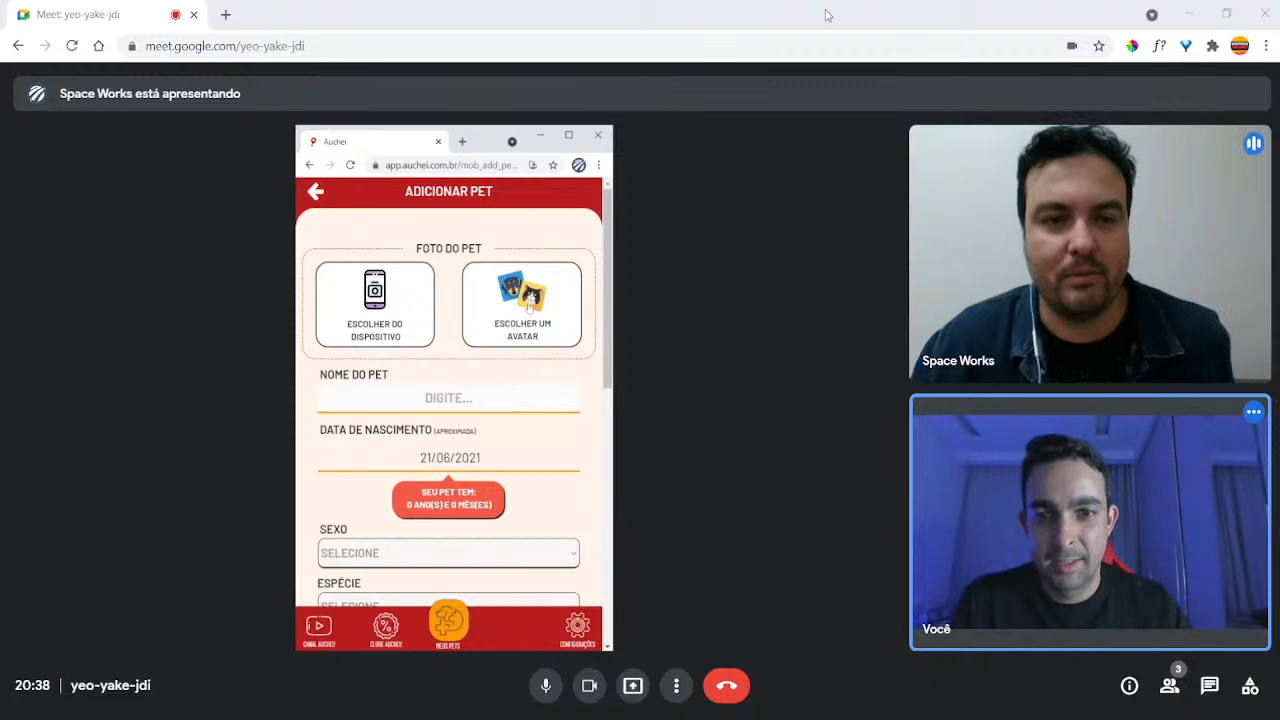 Meet: yeo-yake-jdi
meet.google.com/yeo-yake-jdi
f?
Space Works está apresentando
Auchei
app.auchei.com.br/mob_add_pe...
ADICIONAR PET
FOTO DO PET
ESCOLHER DO
DISPOSITIVO
ESCOLHER UM
AVATAR
NOME DO PET
DIGITE...
DATA DE NASCIMENTO (APROXIMADA)
21/06/2021
SEU PET TEM:
0 ANO(S) E 0 MÊS(ES)
SEXO
SELECIONE
ESPÉCIE
SELECIONE
CANAL AUCHEI!
CLUBE AUCHEI!
MEUS PETS
CONFIGURAÇÕES
Space Works
Você
20:38 | yeo-yake-jdi
3